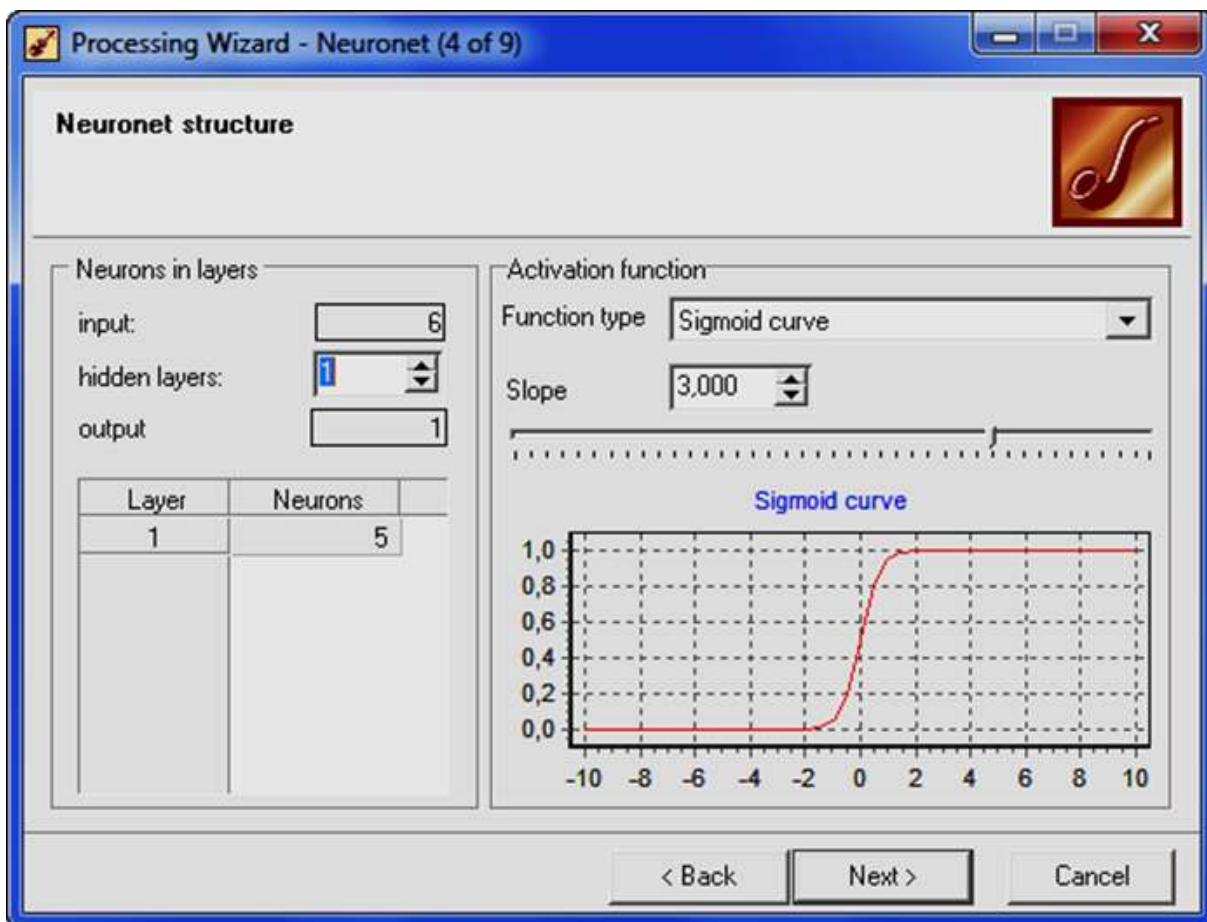 Processing Wizard - Neuronet (4 of 9)
Neuronet structure
Neurons in layers
input: 6
hidden layers: 1
output 1
Layer Neurons
1 5
Activation function
Function type Sigmoid curve
Slope 3,000
Sigmoid curve
1,0
0,8
0,6
0,4
0,2
0,0
-10 -8 -6 -4 -2 0 2 4 6 8 10
< Back Next > Cancel